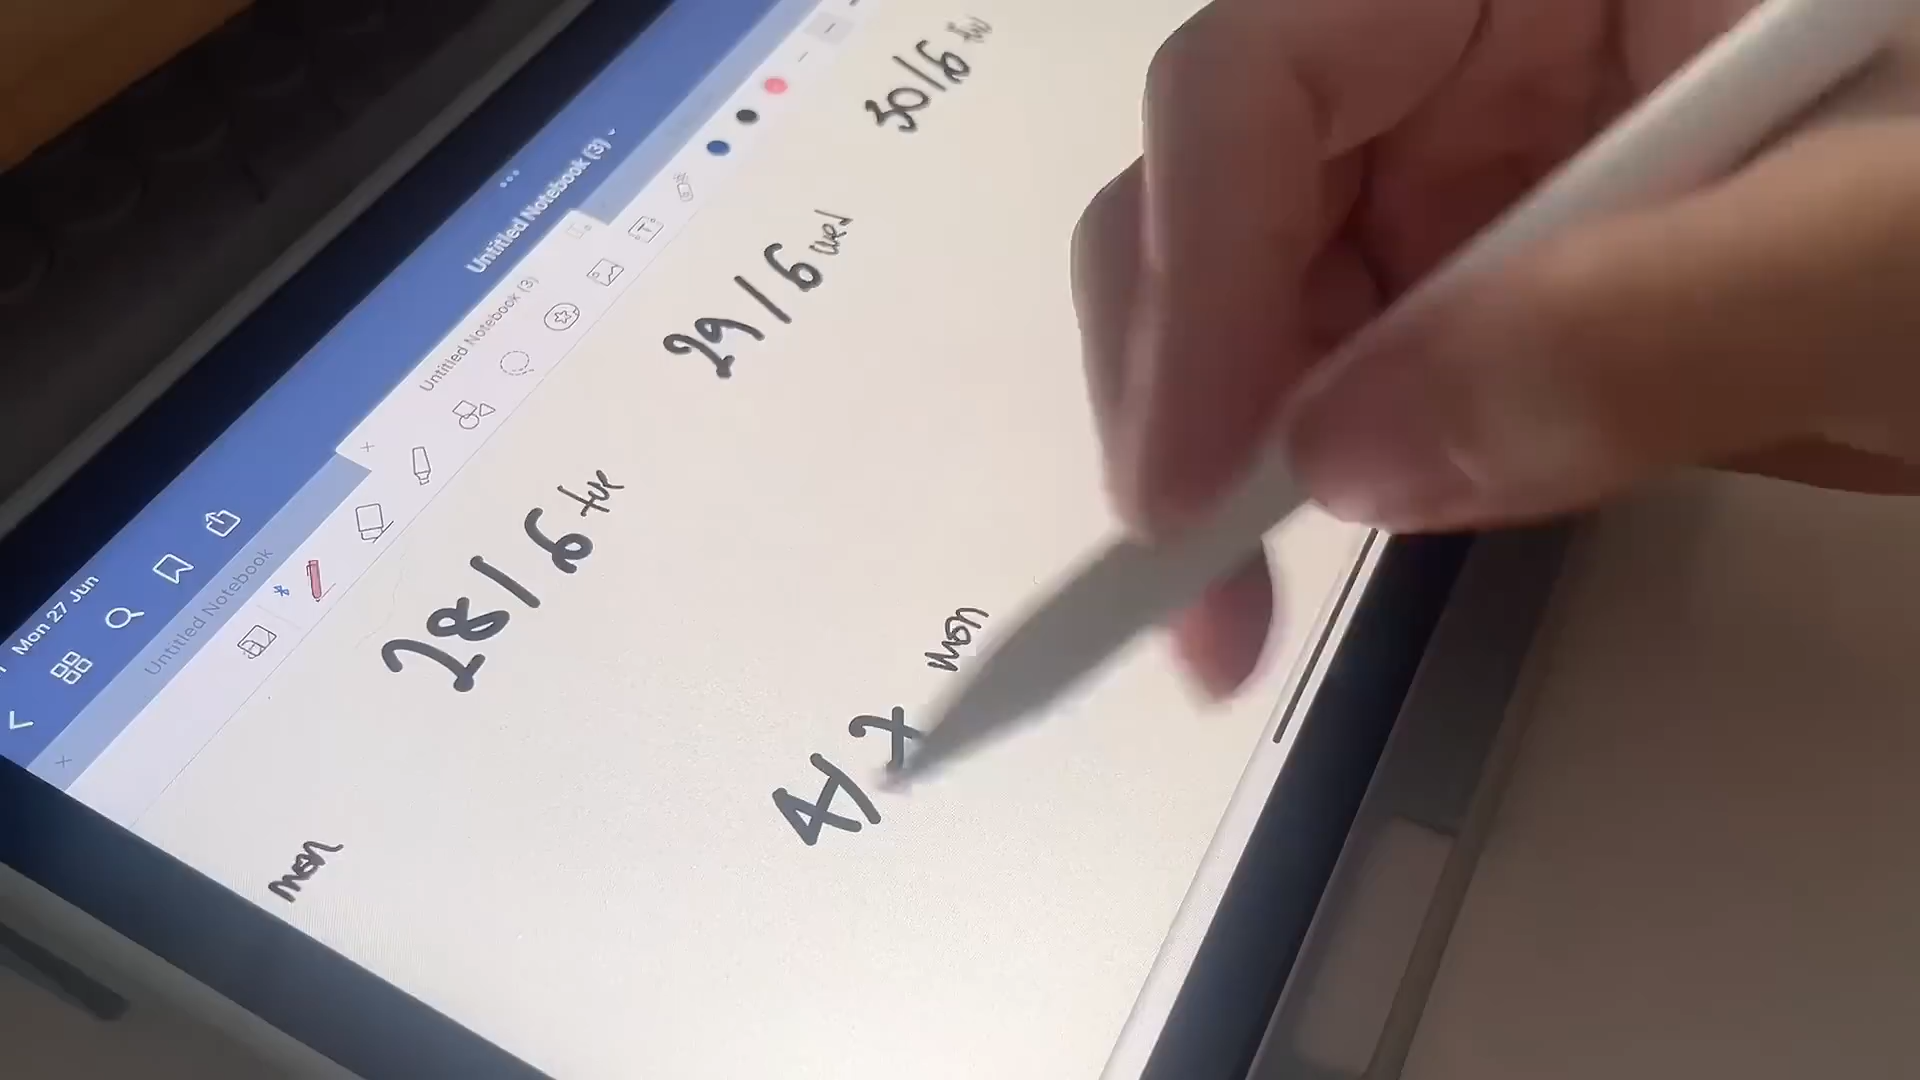 Mon 27 Jun
Untitled Notebook (3)
Untitled Notebook
Untitled Notebook (3)
mon
28/6 tue
29/6 wed
30/6
4/7 mon